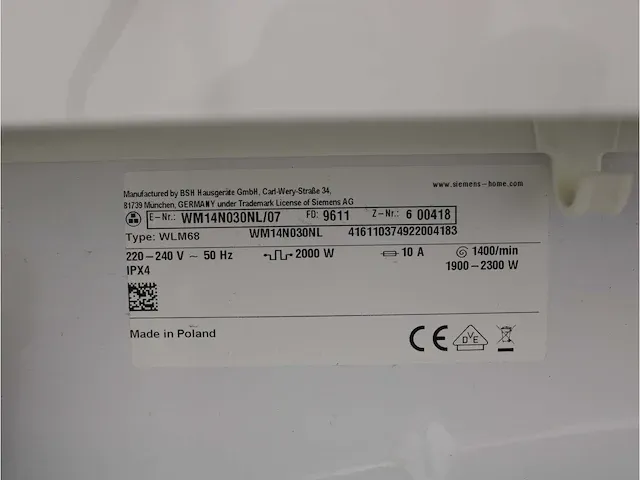 Manufactured by BSH Hausgeräte GmbH, Carl-Wery-Straße 34,
81739 München, GERMANY under Trademark License of Siemens AG
www.siemens-home.com
E-Nr.: WM14N030NL/07 FD: 9611 Z-Nr.: 6 00418
Type: WLM68 WM14N030NL 416110374922004183
220-240 V ~ 50 Hz 2000 W 10 A 1400/min
IPX4 1900-2300 W
Made in Poland CE DVE